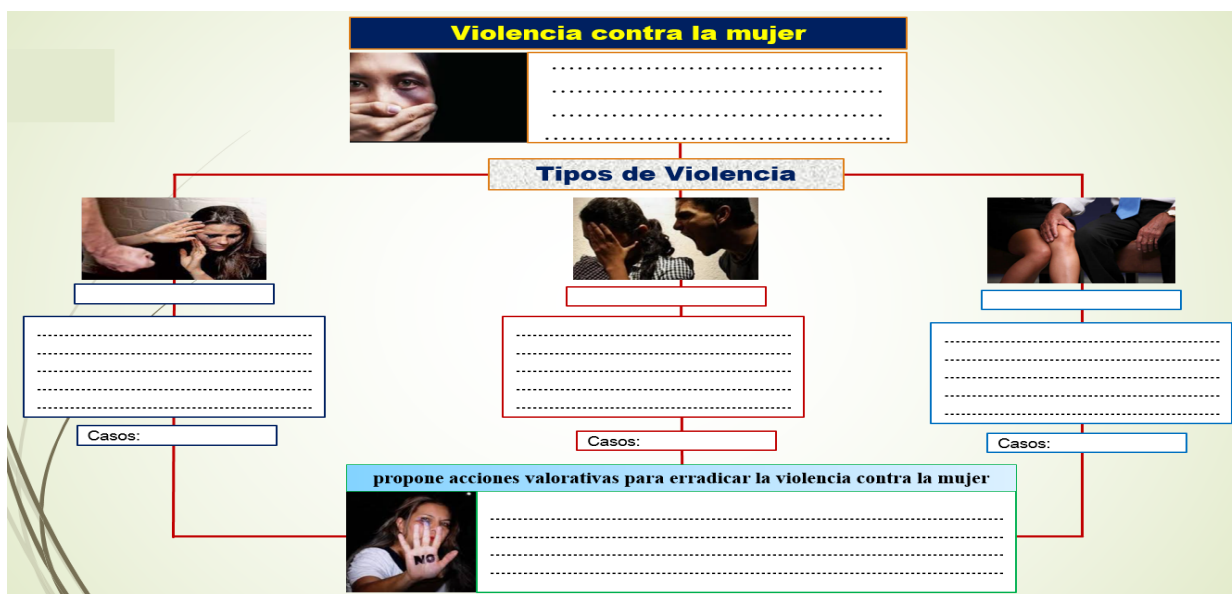 Violencia contra la mujer
Tipos de Violencia
Casos:
Casos:
Casos:
propone acciones valorativas para erradicar la violencia contra la mujer
NO